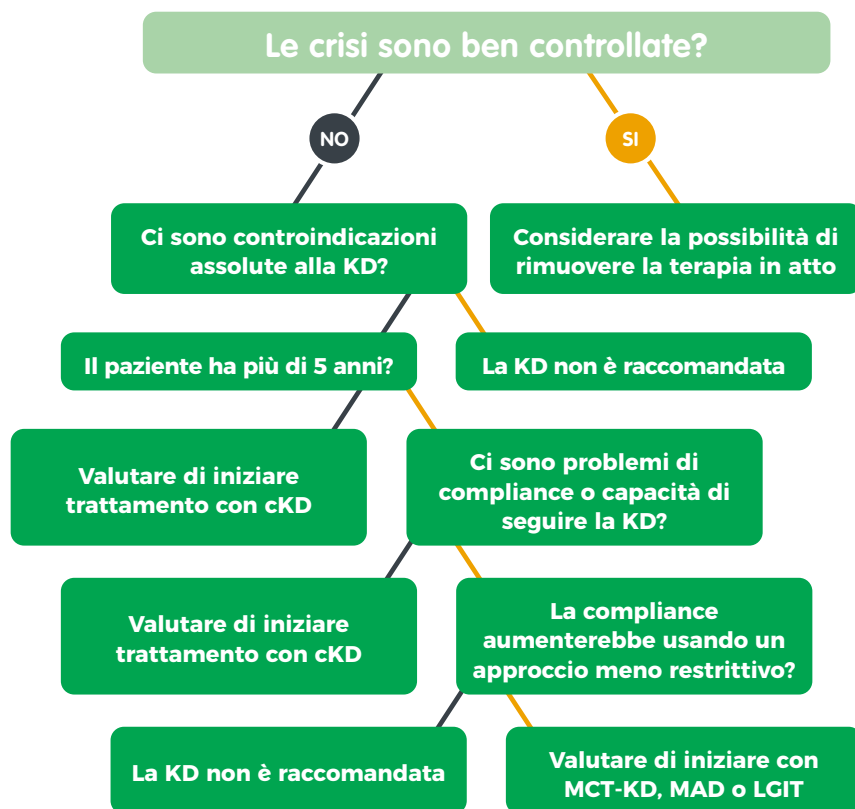 Le crisi sono ben controllate?
NO
SI
Ci sono controindicazioni
assolute alla KD?
Considerare la possibilità di
rimuovere la terapia in atto
Il paziente ha più di 5 anni?
La KD non è raccomandata
Valutare di iniziare
trattamento con cKD
Ci sono problemi di
compliance o capacità di
seguire la KD?
Valutare di iniziare
trattamento con cKD
La compliance
aumenterebbe usando un
approccio meno restrittivo?
La KD non è raccomandata
Valutare di iniziare con
MCT-KD, MAD o LGIT